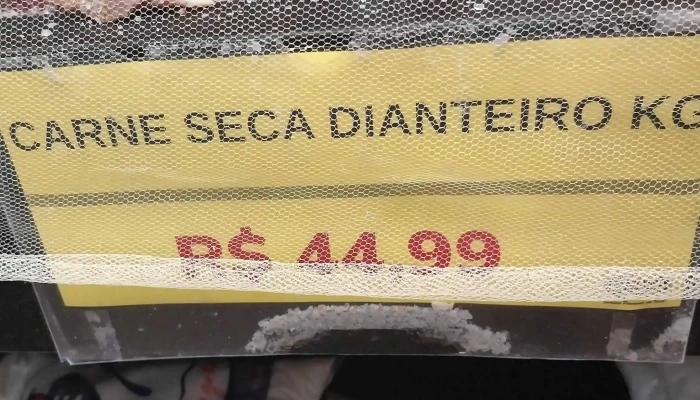 CARNE SECA DIANTEIRO KG
R$ 44,99